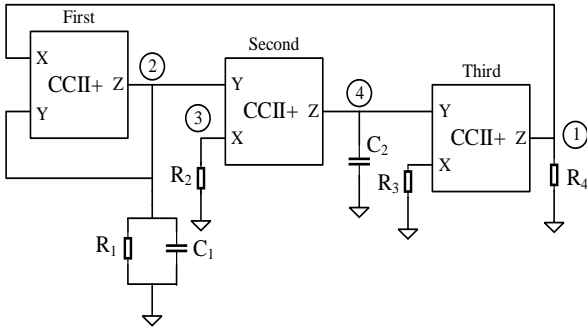 First
X
CCII+
Z
Y
2
Second
Y
CCII+
Z
X
3
R2
4
C2
Third
Y
CCII+
Z
X
1
R3
R4
R1
C1